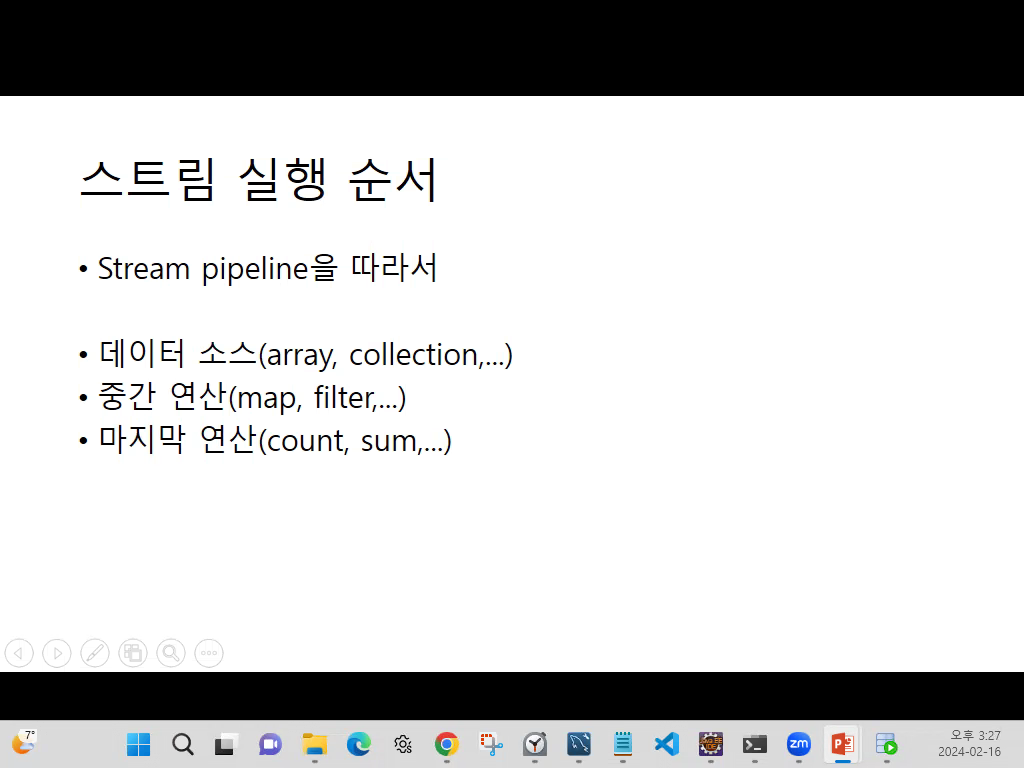 스트림 실행 순서
• Stream pipeline을 따라서
• 데이터 소스(array, collection,...)
• 중간 연산(map, filter,...)
• 마지막 연산(count, sum,...)
7°
zm
오후 3:27
2024-02-16